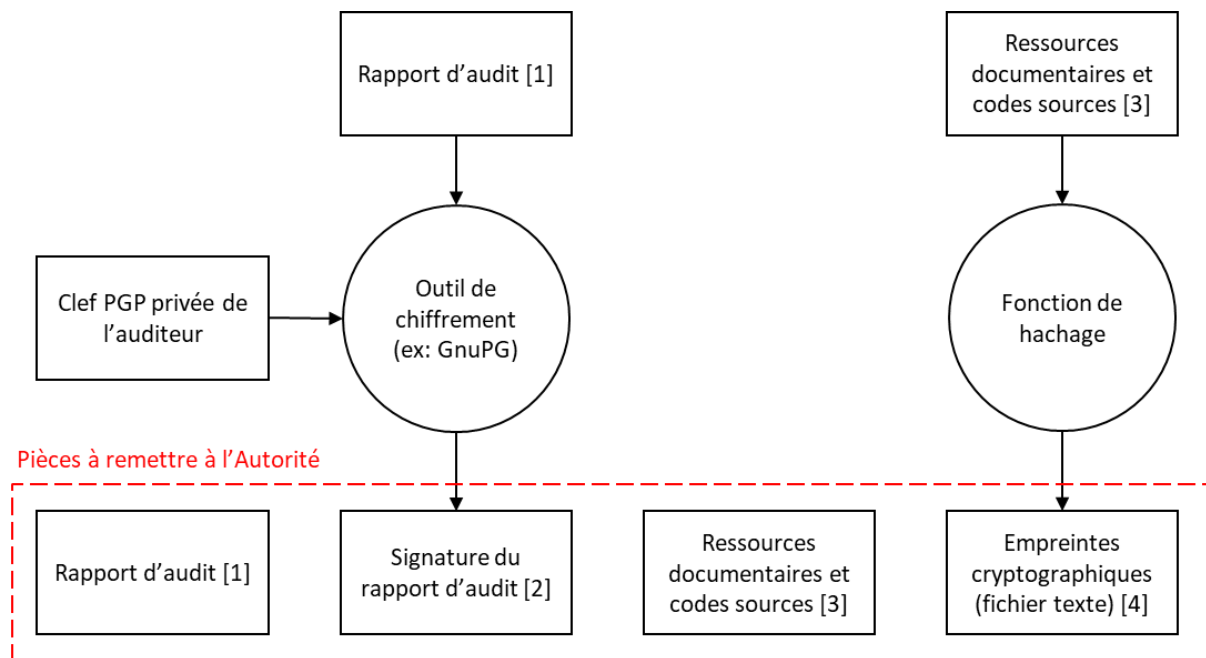 Rapport d’audit [1]
Ressources
documentaires et
codes sources [3]
Clef PGP privée de
l’auditeur
Outil de
chiffrement
(ex: GnuPG)
Fonction de
hachage
Pièces à remettre à l’Autorité
Rapport d’audit [1]
Signature du
rapport d’audit [2]
Ressources
documentaires et
codes sources [3]
Empreintes
cryptographiques
(fichier texte) [4]